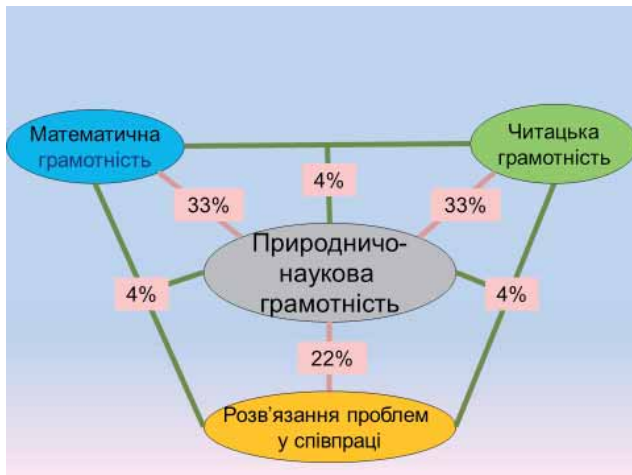 Математична
грамотність
Читацька
грамотність
4%
33%
33%
Природничо-
наукова
грамотність
4%
4%
22%
Розв’язання проблем
у співпраці